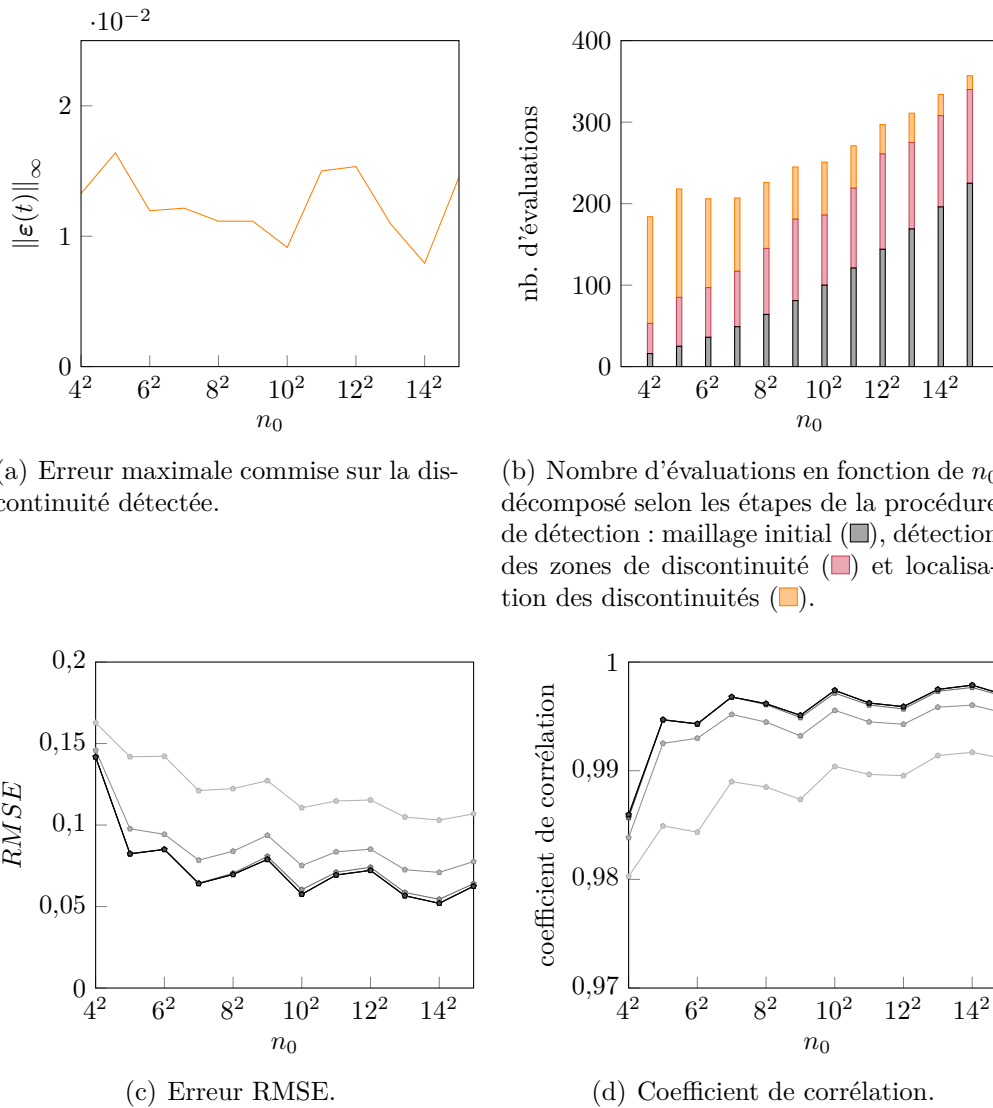 ·10⁻²
2
1
0
‖ε(t)‖∞
4² 6² 8² 10² 12² 14²
n₀
400
300
200
100
0
nb. d'évaluations
4² 6² 8² 10² 12² 14²
n₀
(a) Erreur maximale commise sur la dis-
continuité détectée.
(b) Nombre d'évaluations en fonction de n₀
décomposé selon les étapes de la procédure
de détection : maillage initial (), détection
des zones de discontinuité () et localisa-
tion des discontinuités ().
0,2
0,15
0,1
0,05
0
RMSE
4² 6² 8² 10² 12² 14²
n₀
1
0,99
0,98
0,97
coefficient de corrélation
4² 6² 8² 10² 12² 14²
n₀
(c) Erreur RMSE.
(d) Coefficient de corrélation.